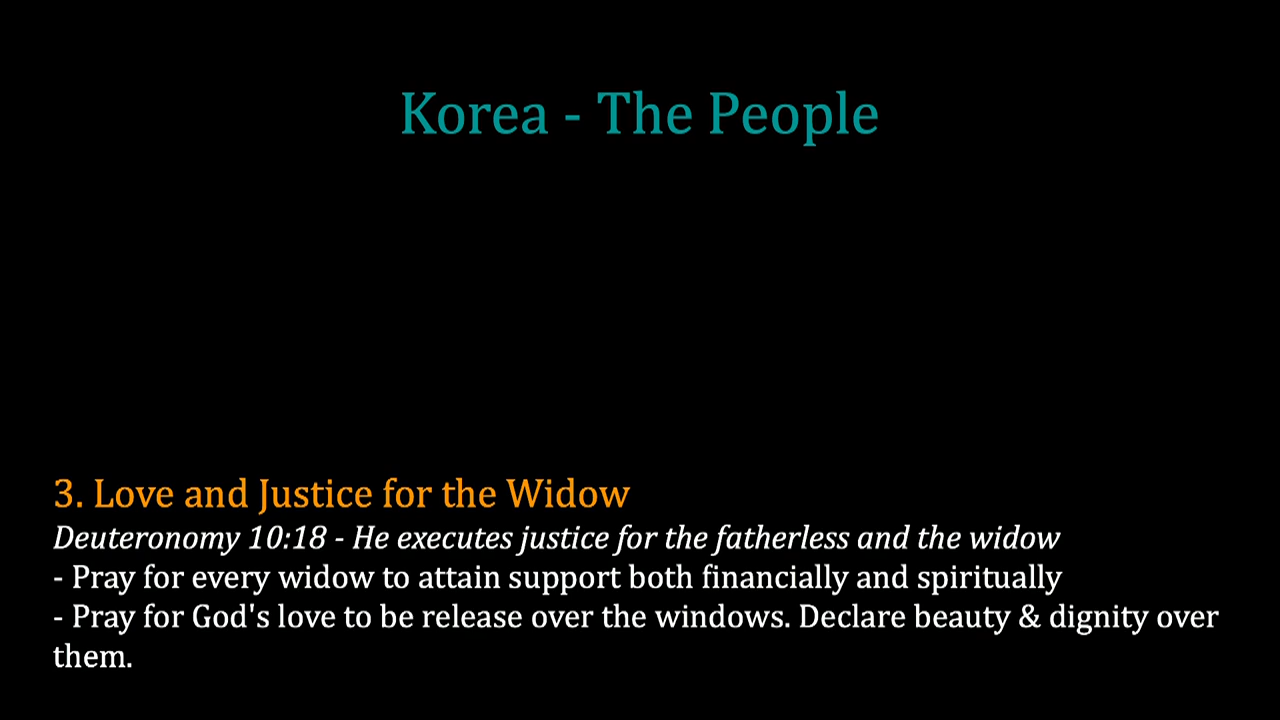 Korea - The People
3. Love and Justice for the Widow
Deuteronomy 10:18 - He executes justice for the fatherless and the widow
- Pray for every widow to attain support both financially and spiritually
- Pray for God's love to be release over the windows. Declare beauty & dignity over
them.